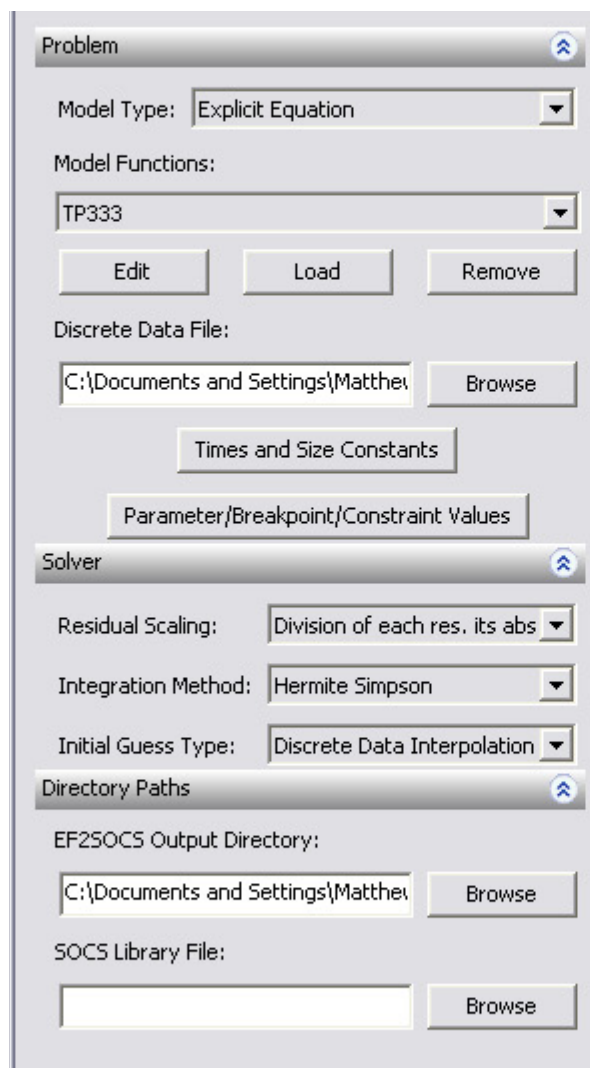 Problem
Model Type: Explicit Equation
Model Functions:
TP333
Edit Load Remove
Discrete Data File:
C:\Documents and Settings\Matthew Browse
Times and Size Constants
Parameter/Breakpoint/Constraint Values
Solver
Residual Scaling: Division of each res. its abs
Integration Method: Hermite Simpson
Initial Guess Type: Discrete Data Interpolation
Directory Paths
EF2SOCS Output Directory:
C:\Documents and Settings\Matthew Browse
SOCS Library File:
Browse